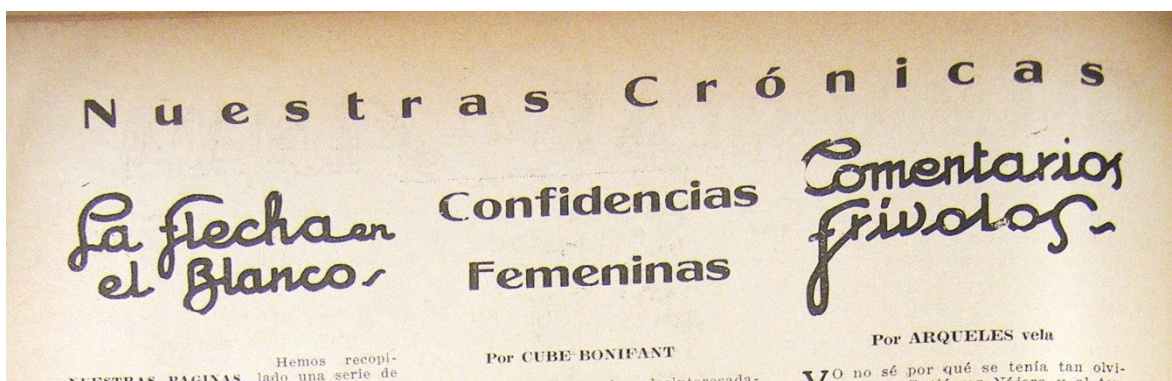 Nuestras Crónicas
La flecha en
el Blanco
Hemos recopi-
NUESTRAS PAGINAS lado una serie de
Confidencias
Femeninas
Por CUBE BONIFANT
desinteresada-
Comentarios
frívolos
Por ARQUELES vela
YO no sé por qué se tenía tan olvi-